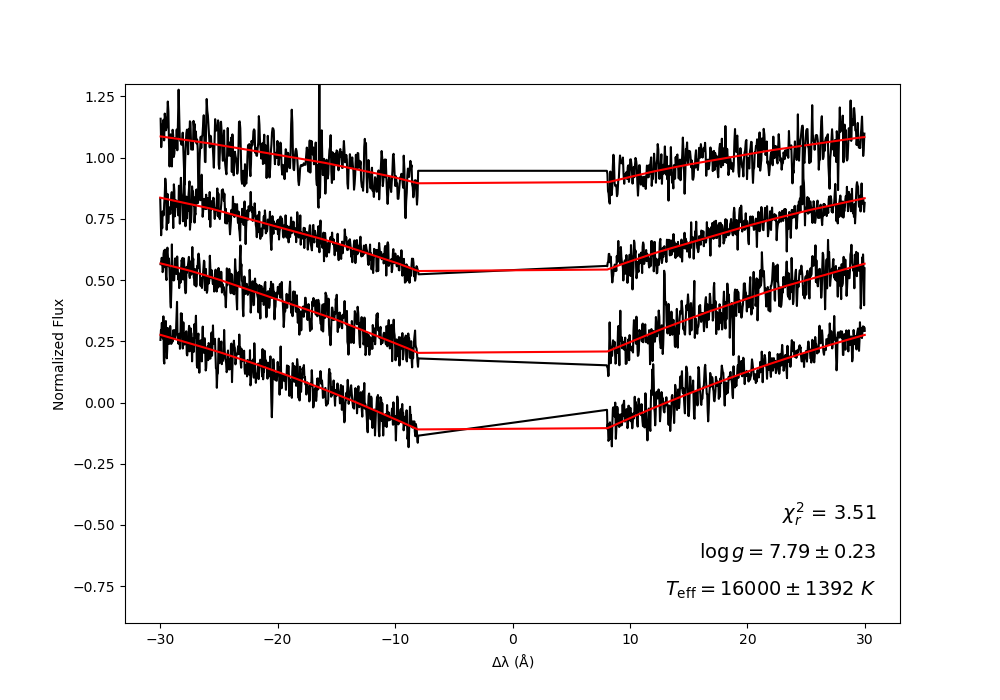 Normalized Flux
1.25
1.00
0.75
0.50
0.25
0.00
−0.25
−0.50
−0.75
χ²ᵣ = 3.51
log g = 7.79 ± 0.23
T_eff = 16000 ± 1392 K
−30 −20 −10 0 10 20 30
Δλ (Å)